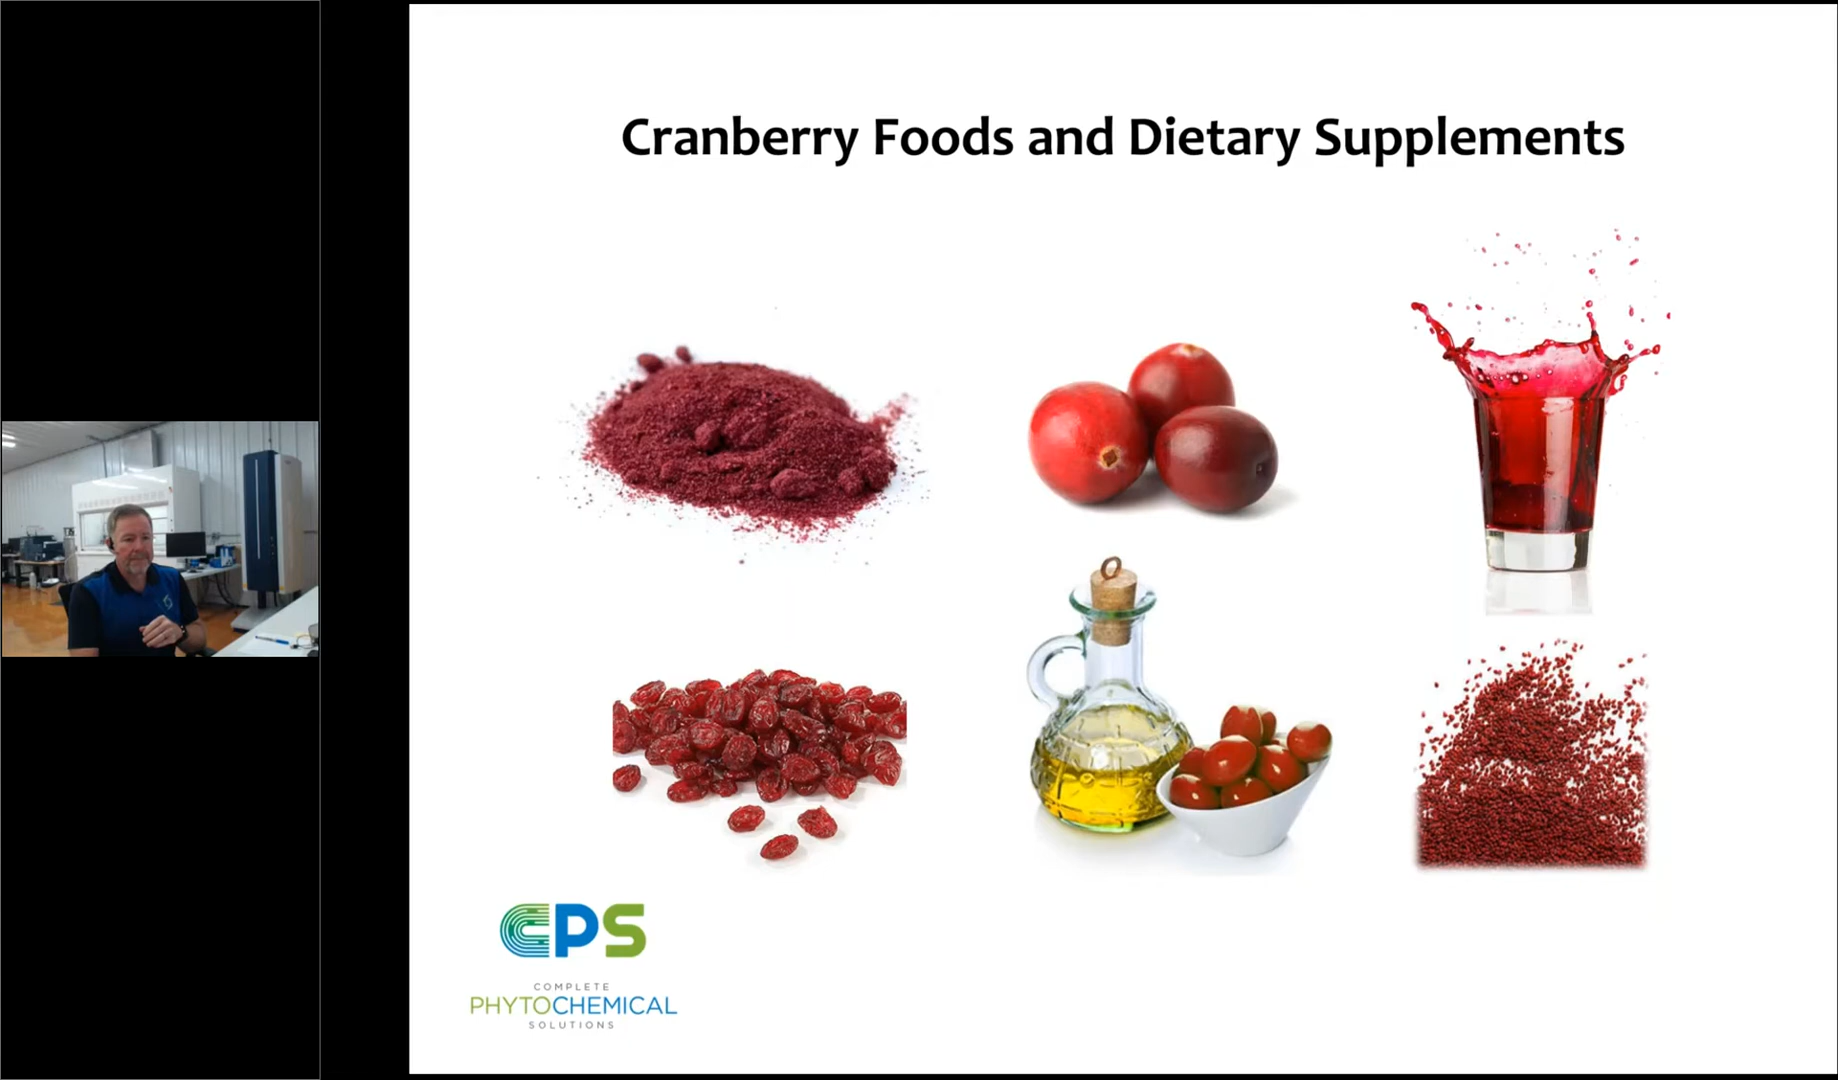 Cranberry Foods and Dietary Supplements
CPS
COMPLETE
PHYTOCHEMICAL
SOLUTIONS